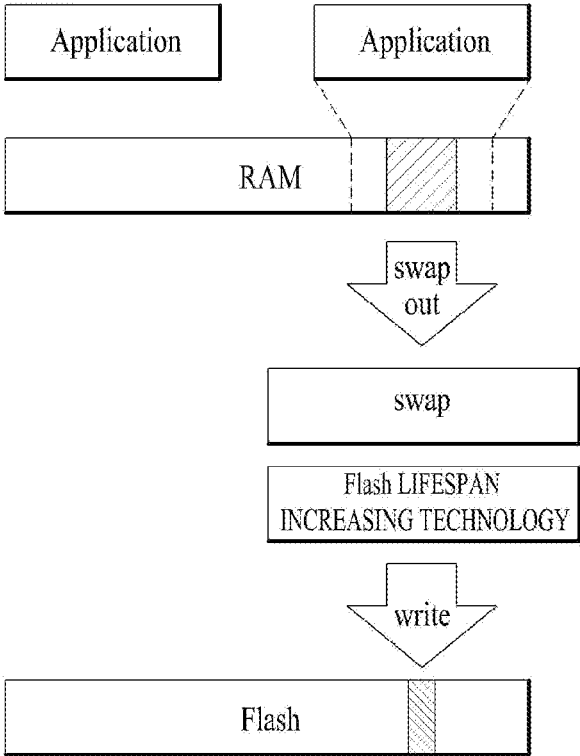 Application
Application
RAM
swap
out
swap
Flash LIFESPAN
INCREASING TECHNOLOGY
write
Flash